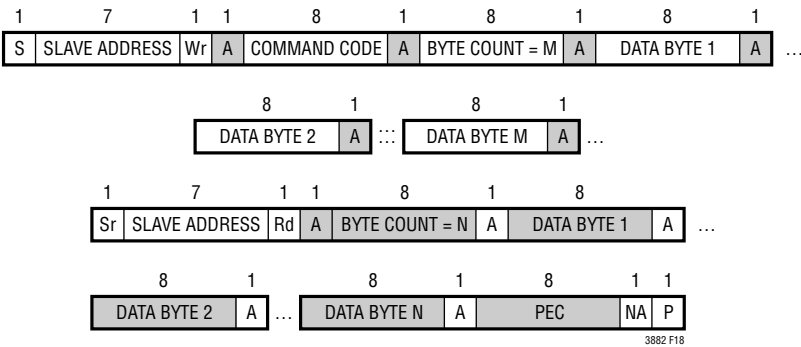 1 7 1 1 8 1 8 1 8 1
S SLAVE ADDRESS Wr A COMMAND CODE A BYTE COUNT = M A DATA BYTE 1 A …
8 1 8 1
DATA BYTE 2 A … DATA BYTE M A …
1 7 1 1 8 1 8 1
Sr SLAVE ADDRESS Rd A BYTE COUNT = N A DATA BYTE 1 A …
8 1 8 1 8 1 1
DATA BYTE 2 A … DATA BYTE N A PEC NA P
3882 F18